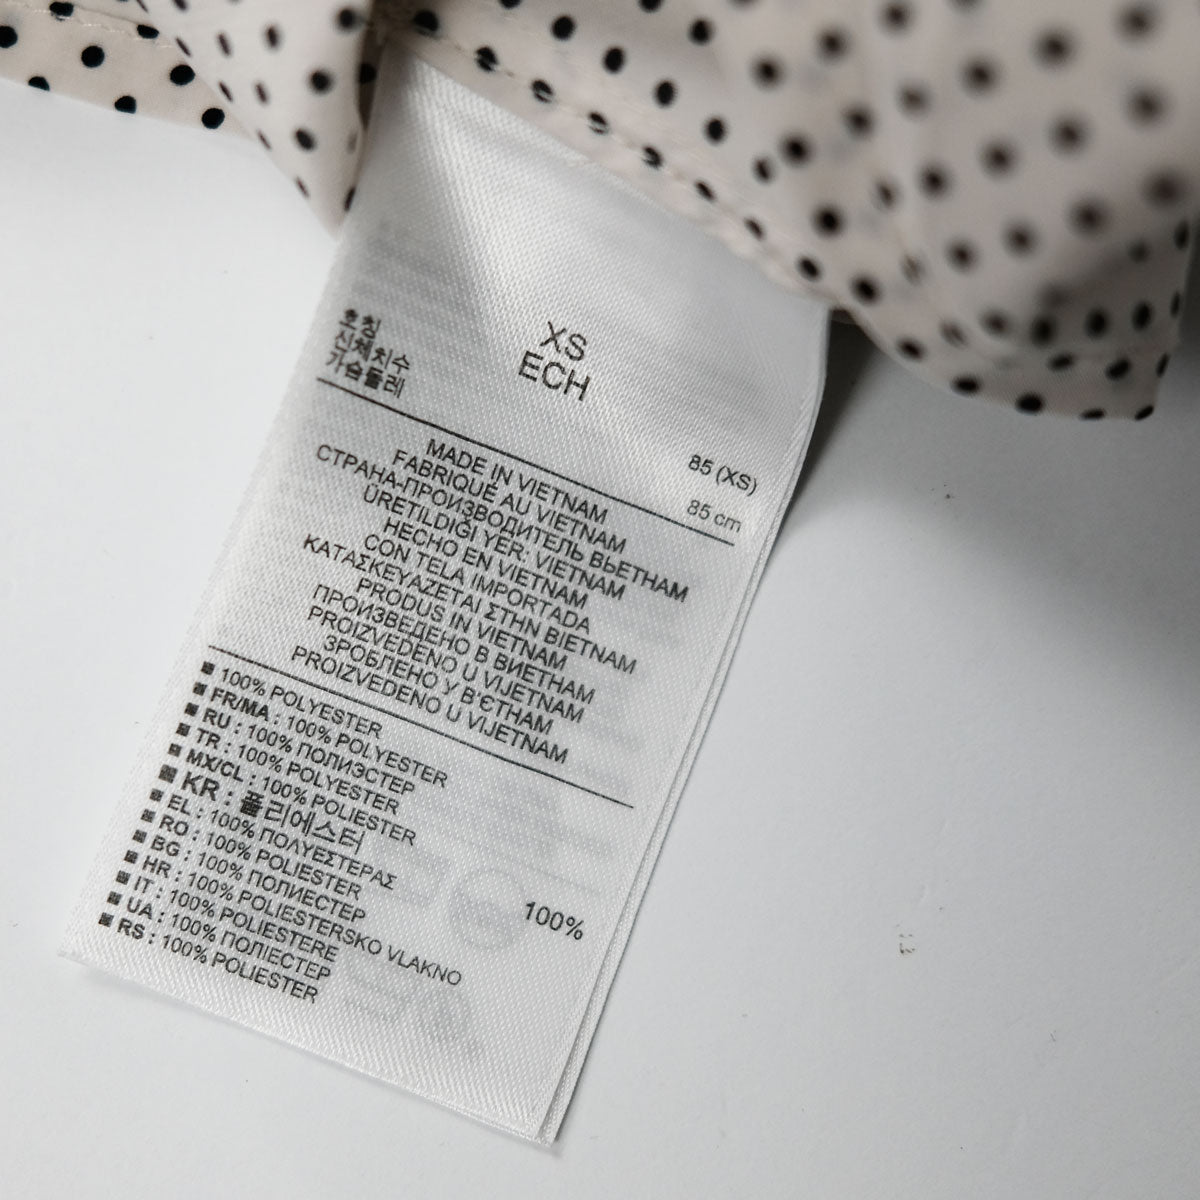 XS
ECH
호칭 85 (XS)
신체치수
가슴둘레 85 cm
MADE IN VIETNAM
FABRIQUÉ AU VIETNAM
СТРАНА-ПРОИЗВОДИТЕЛЬ ВЬЕТНАМ
ÜRETILDIĞI YER: VIETNAM
HECHO EN VIETNAM
CON TELA IMPORTADA
ΚΑΤΑΣΚΕΥΑΖΕΤΑΙ ΣΤΗΝ ΒΙΕΤΝΑΜ
PRODUS IN VIETNAM
ПРОИЗВЕДЕНО В ВИЕТНАМ
PROIZVEDENO U VIJETNAM
ЗРОБЛЕНО У В'ЄТНАМ
PROIZVEDENO U VIJETNAM
■ 100% POLYESTER
■ FR/MA : 100% POLYESTER
■ RU : 100% ПОЛИЭСТЕР
■ TR : 100% POLYESTER
■ MX/CL : 100% POLIESTER
■ KR : 폴리에스터 100%
■ EL : 100% ΠΟΛΥΕΣΤΕΡΑΣ
■ RO : 100% POLIESTER
■ BG : 100% ПОЛИЕСТЕР
■ HR : 100% POLIESTERSKO VLAKNO
■ IT : 100% POLIESTERE
■ UA : 100% ПОЛІЕСТЕР
■ RS : 100% POLIESTER